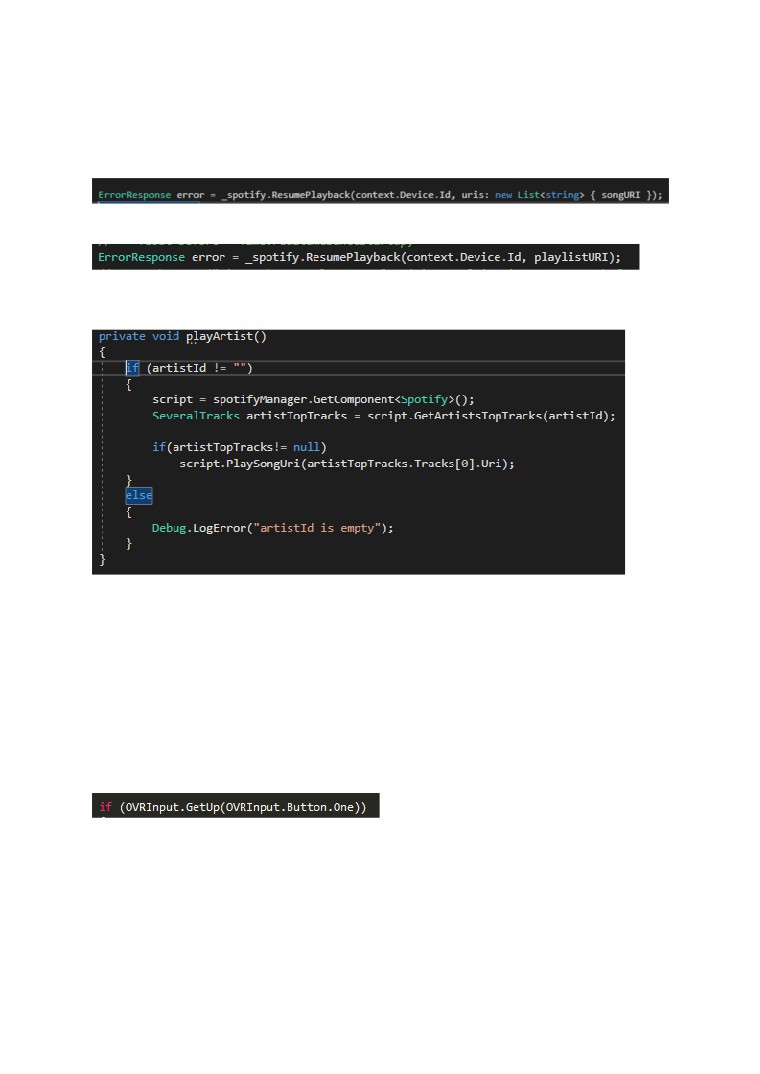 ErrorResponse error = _spotify.ResumePlayback(context.Device.Id, uris: new List<string> { songURI });
ErrorResponse error = _spotify.ResumePlayback(context.Device.Id, playlistURI);
private void playArtist()
{
if (artistId != "")
{
script = spotifyManager.GetComponent<Spotify>();
SeveralTracks artistTopTracks = script.GetArtistsTopTracks(artistId);
if(artistTopTracks!= null)
script.PlaySongUri(artistTopTracks.Tracks[0].Uri);
}
else
{
Debug.LogError("artistId is empty");
}
}
if (OVRInput.GetUp(OVRInput.Button.One))